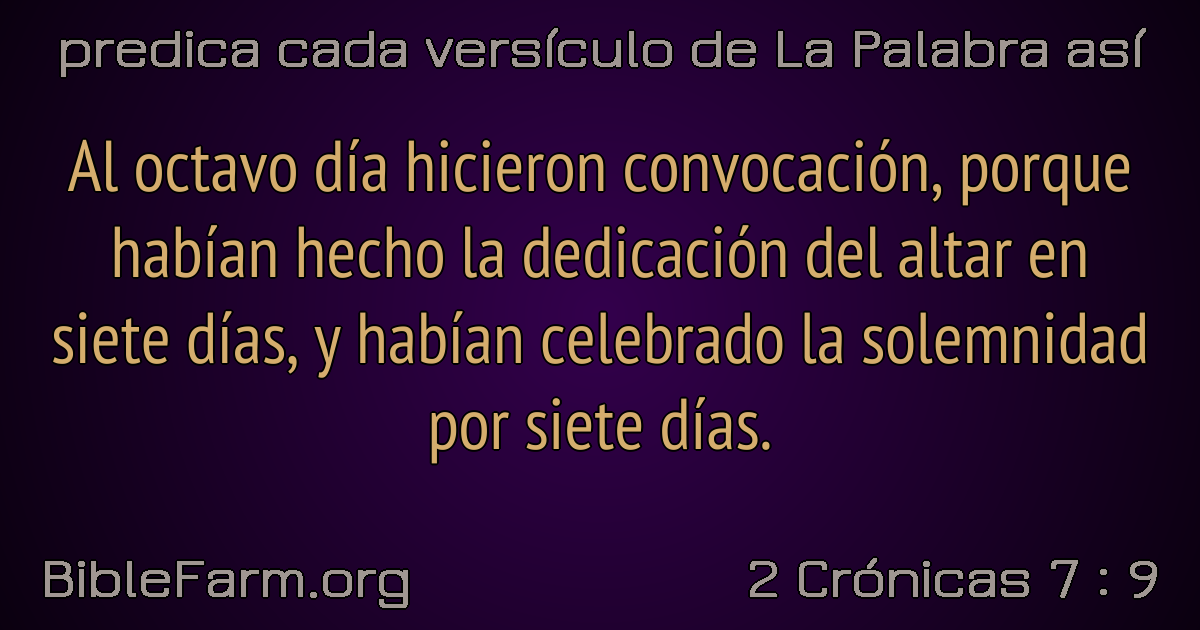 predica cada versículo de La Palabra así
Al octavo día hicieron convocación, porque
habían hecho la dedicación del altar en
siete días, y habían celebrado la solemnidad
por siete días.
BibleFarm.org
2 Crónicas 7 : 9